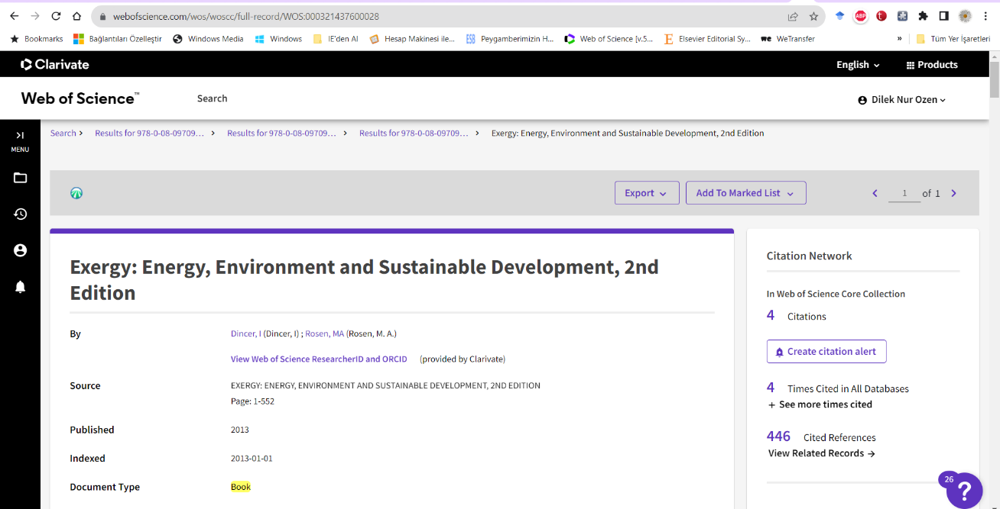 webofscience.com/wos/woscc/full-record/WOS:000321437600028
ABP
t
Bookmarks Bağlantıları Özelleştir Windows Media Windows IE'den Al Hesap Makinesi ile... Peygamberimizin H... Web of Science [v.5... Elsevier Editorial Sy... we WeTransfer » Tüm Yer İşaretleri
Clarivate English Products
Web of Science™ Search Dilek Nur Ozen
MENU
Search > Results for 978-0-08-09709... > Results for 978-0-08-09709... > Results for 978-0-08-09709... > Exergy: Energy, Environment and Sustainable Development, 2nd Edition
Export Add To Marked List 1 of 1
Exergy: Energy, Environment and Sustainable Development, 2nd
Edition
By Dincer, I (Dincer, I) ; Rosen, MA (Rosen, M. A.)
View Web of Science ResearcherID and ORCID (provided by Clarivate)
Source EXERGY: ENERGY, ENVIRONMENT AND SUSTAINABLE DEVELOPMENT, 2ND EDITION
Page: 1-552
Published 2013
Indexed 2013-01-01
Document Type Book
Citation Network
In Web of Science Core Collection
4 Citations
Create citation alert
4 Times Cited in All Databases
+ See more times cited
446 Cited References
View Related Records →
26
?